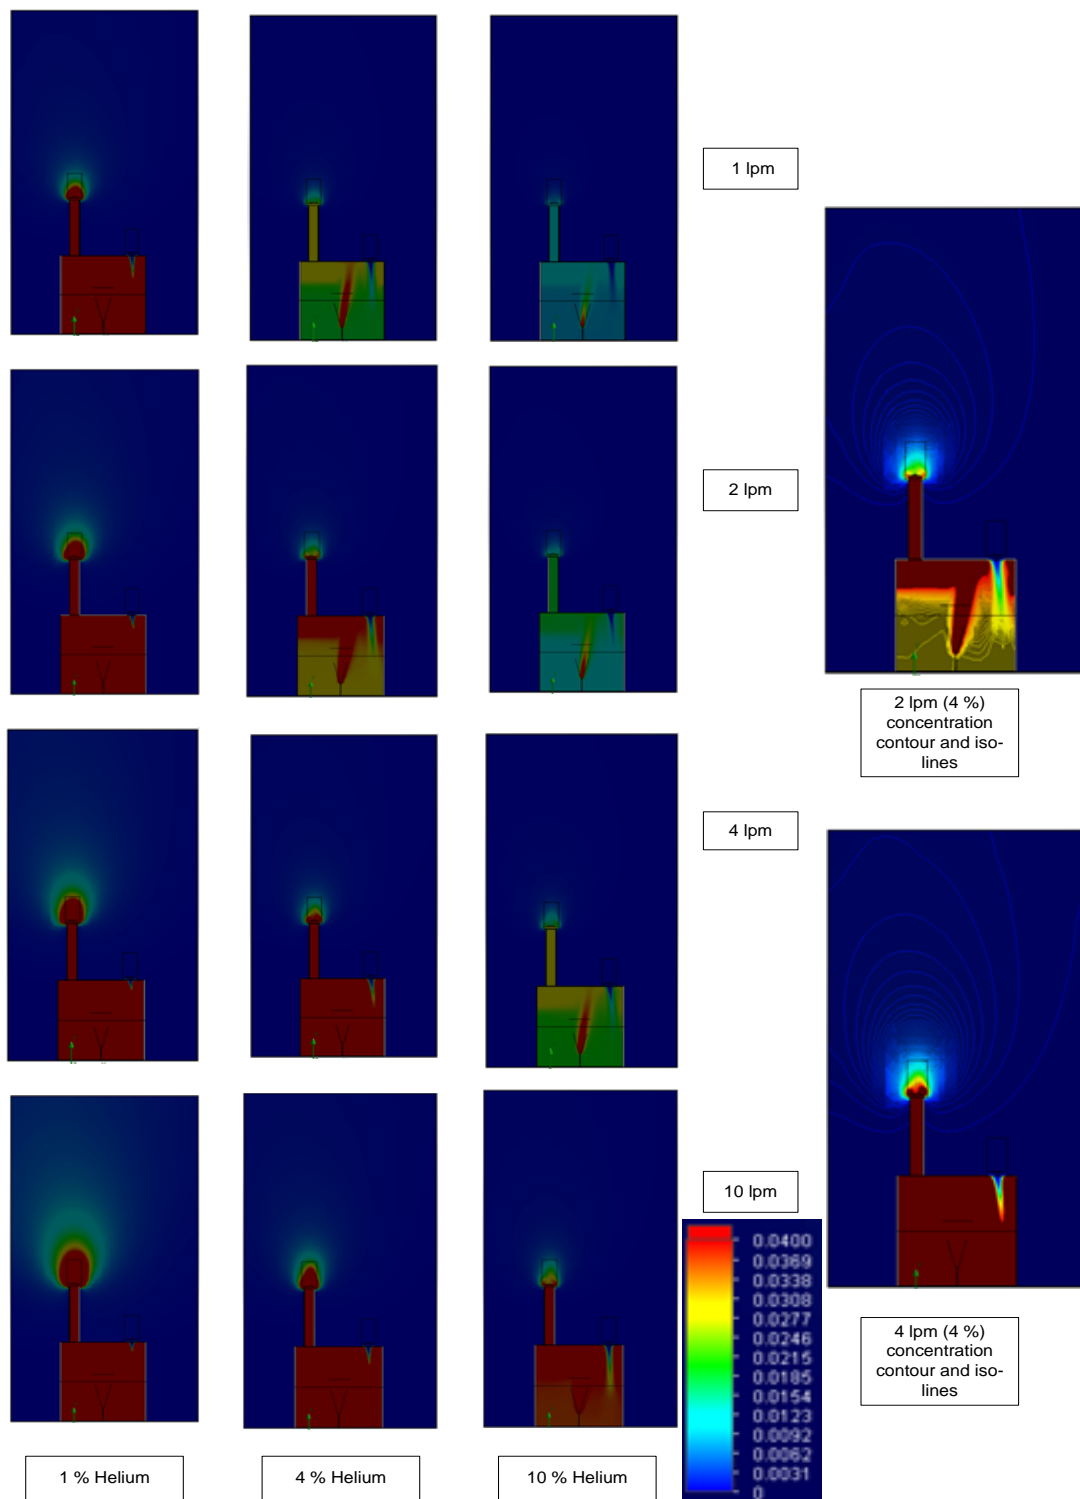 1 lpm
2 lpm
2 lpm (4 %)
concentration
contour and iso-
lines
4 lpm
10 lpm
0.0400
0.0369
0.0338
0.0308
0.0277
0.0246
0.0215
0.0185
0.0154
0.0123
0.0092
0.0062
0.0031
0
4 lpm (4 %)
concentration
contour and iso-
lines
1 % Helium
4 % Helium
10 % Helium